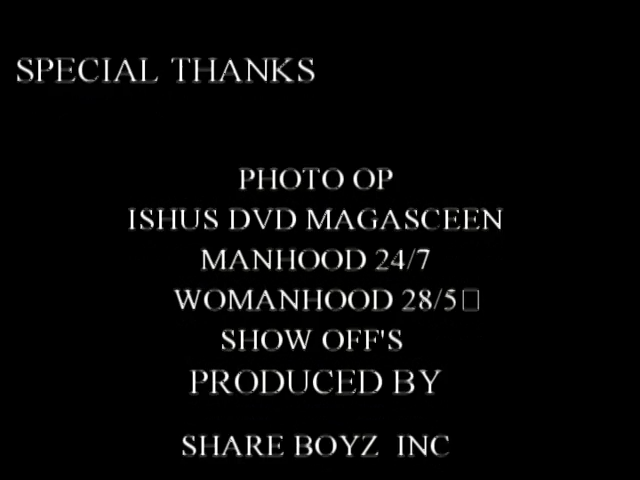 SPECIAL THANKS
PHOTO OP
ISHUS DVD MAGASCEEN
MANHOOD 24/7
WOMANHOOD 28/5□
SHOW OFF'S
PRODUCED BY
SHARE BOYZ INC